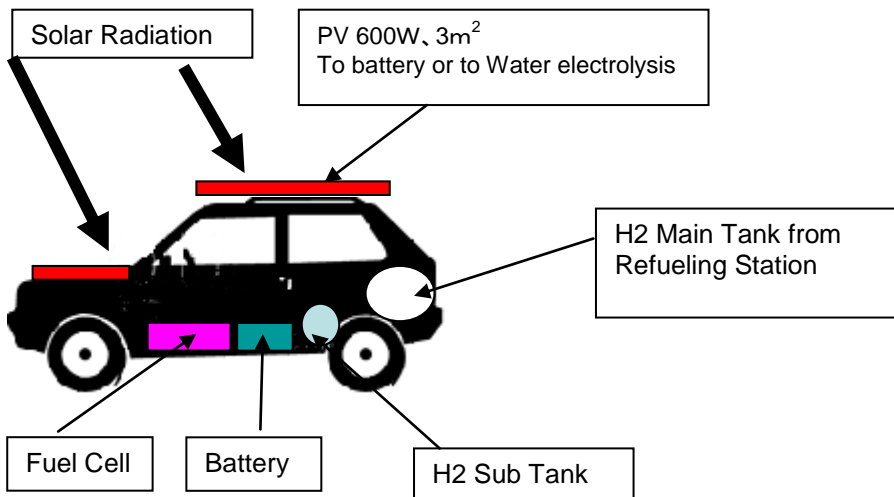 Solar Radiation
PV 600W、3m²
To battery or to Water electrolysis
H2 Main Tank from
Refueling Station
Fuel Cell
Battery
H2 Sub Tank